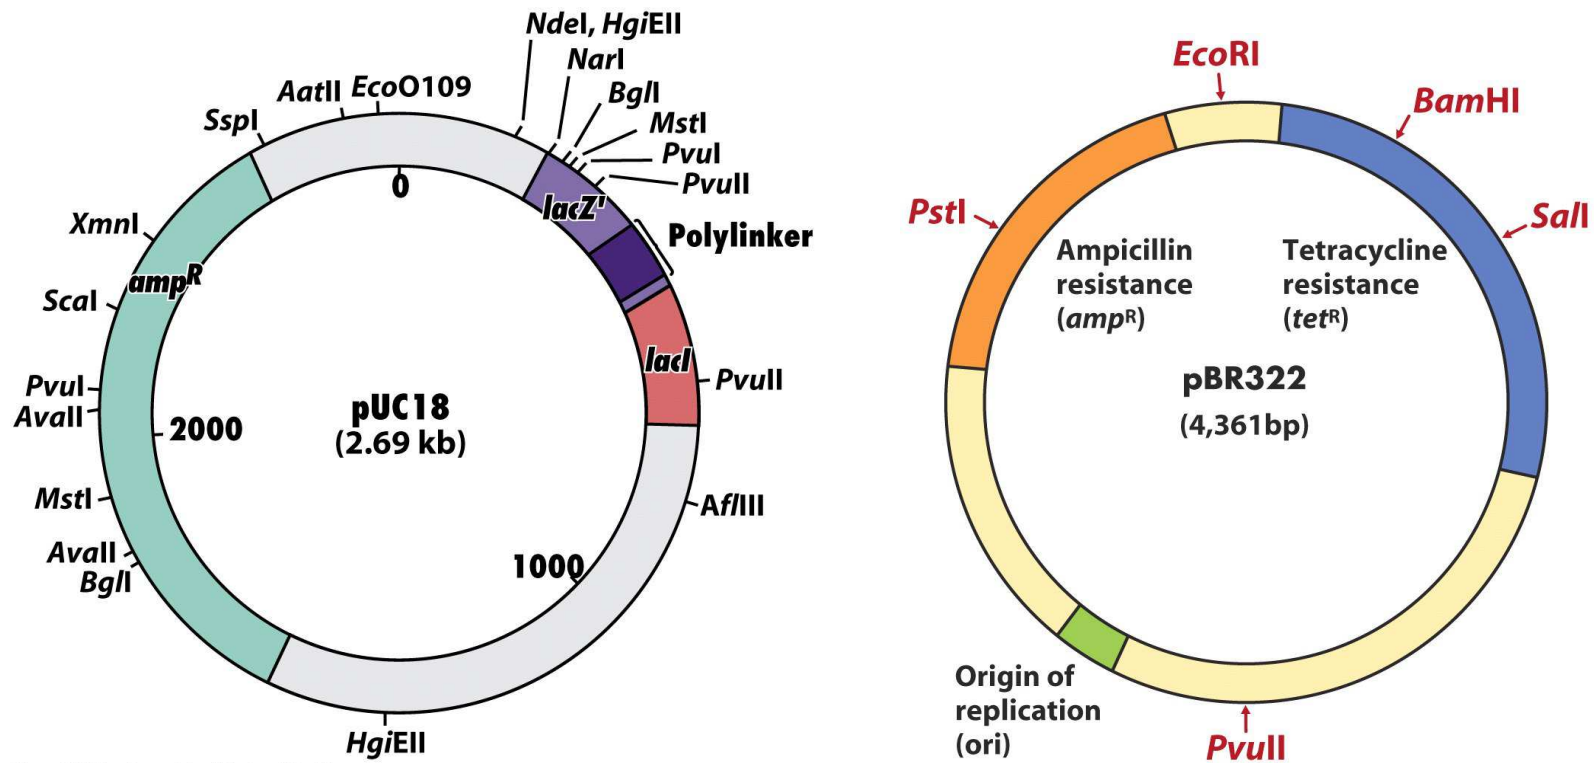 NdeI, HgiEII
NarI
BglI
MstI
PvuI
PvuII
EcoO109
AatII
SspI
lacZ'
Polylinker
0
XmnI
ampR
ScaI
lacI
PvuII
PvuI
AvaII
2000
pUC18
(2.69 kb)
MstI
AflIII
AvaII
BglI
1000
HgiEII
EcoRI
BamHI
PstI
SalI
Ampicillin
resistance
(ampR)
Tetracycline
resistance
(tetR)
pBR322
(4,361bp)
Origin of
replication
(ori)
PvuII